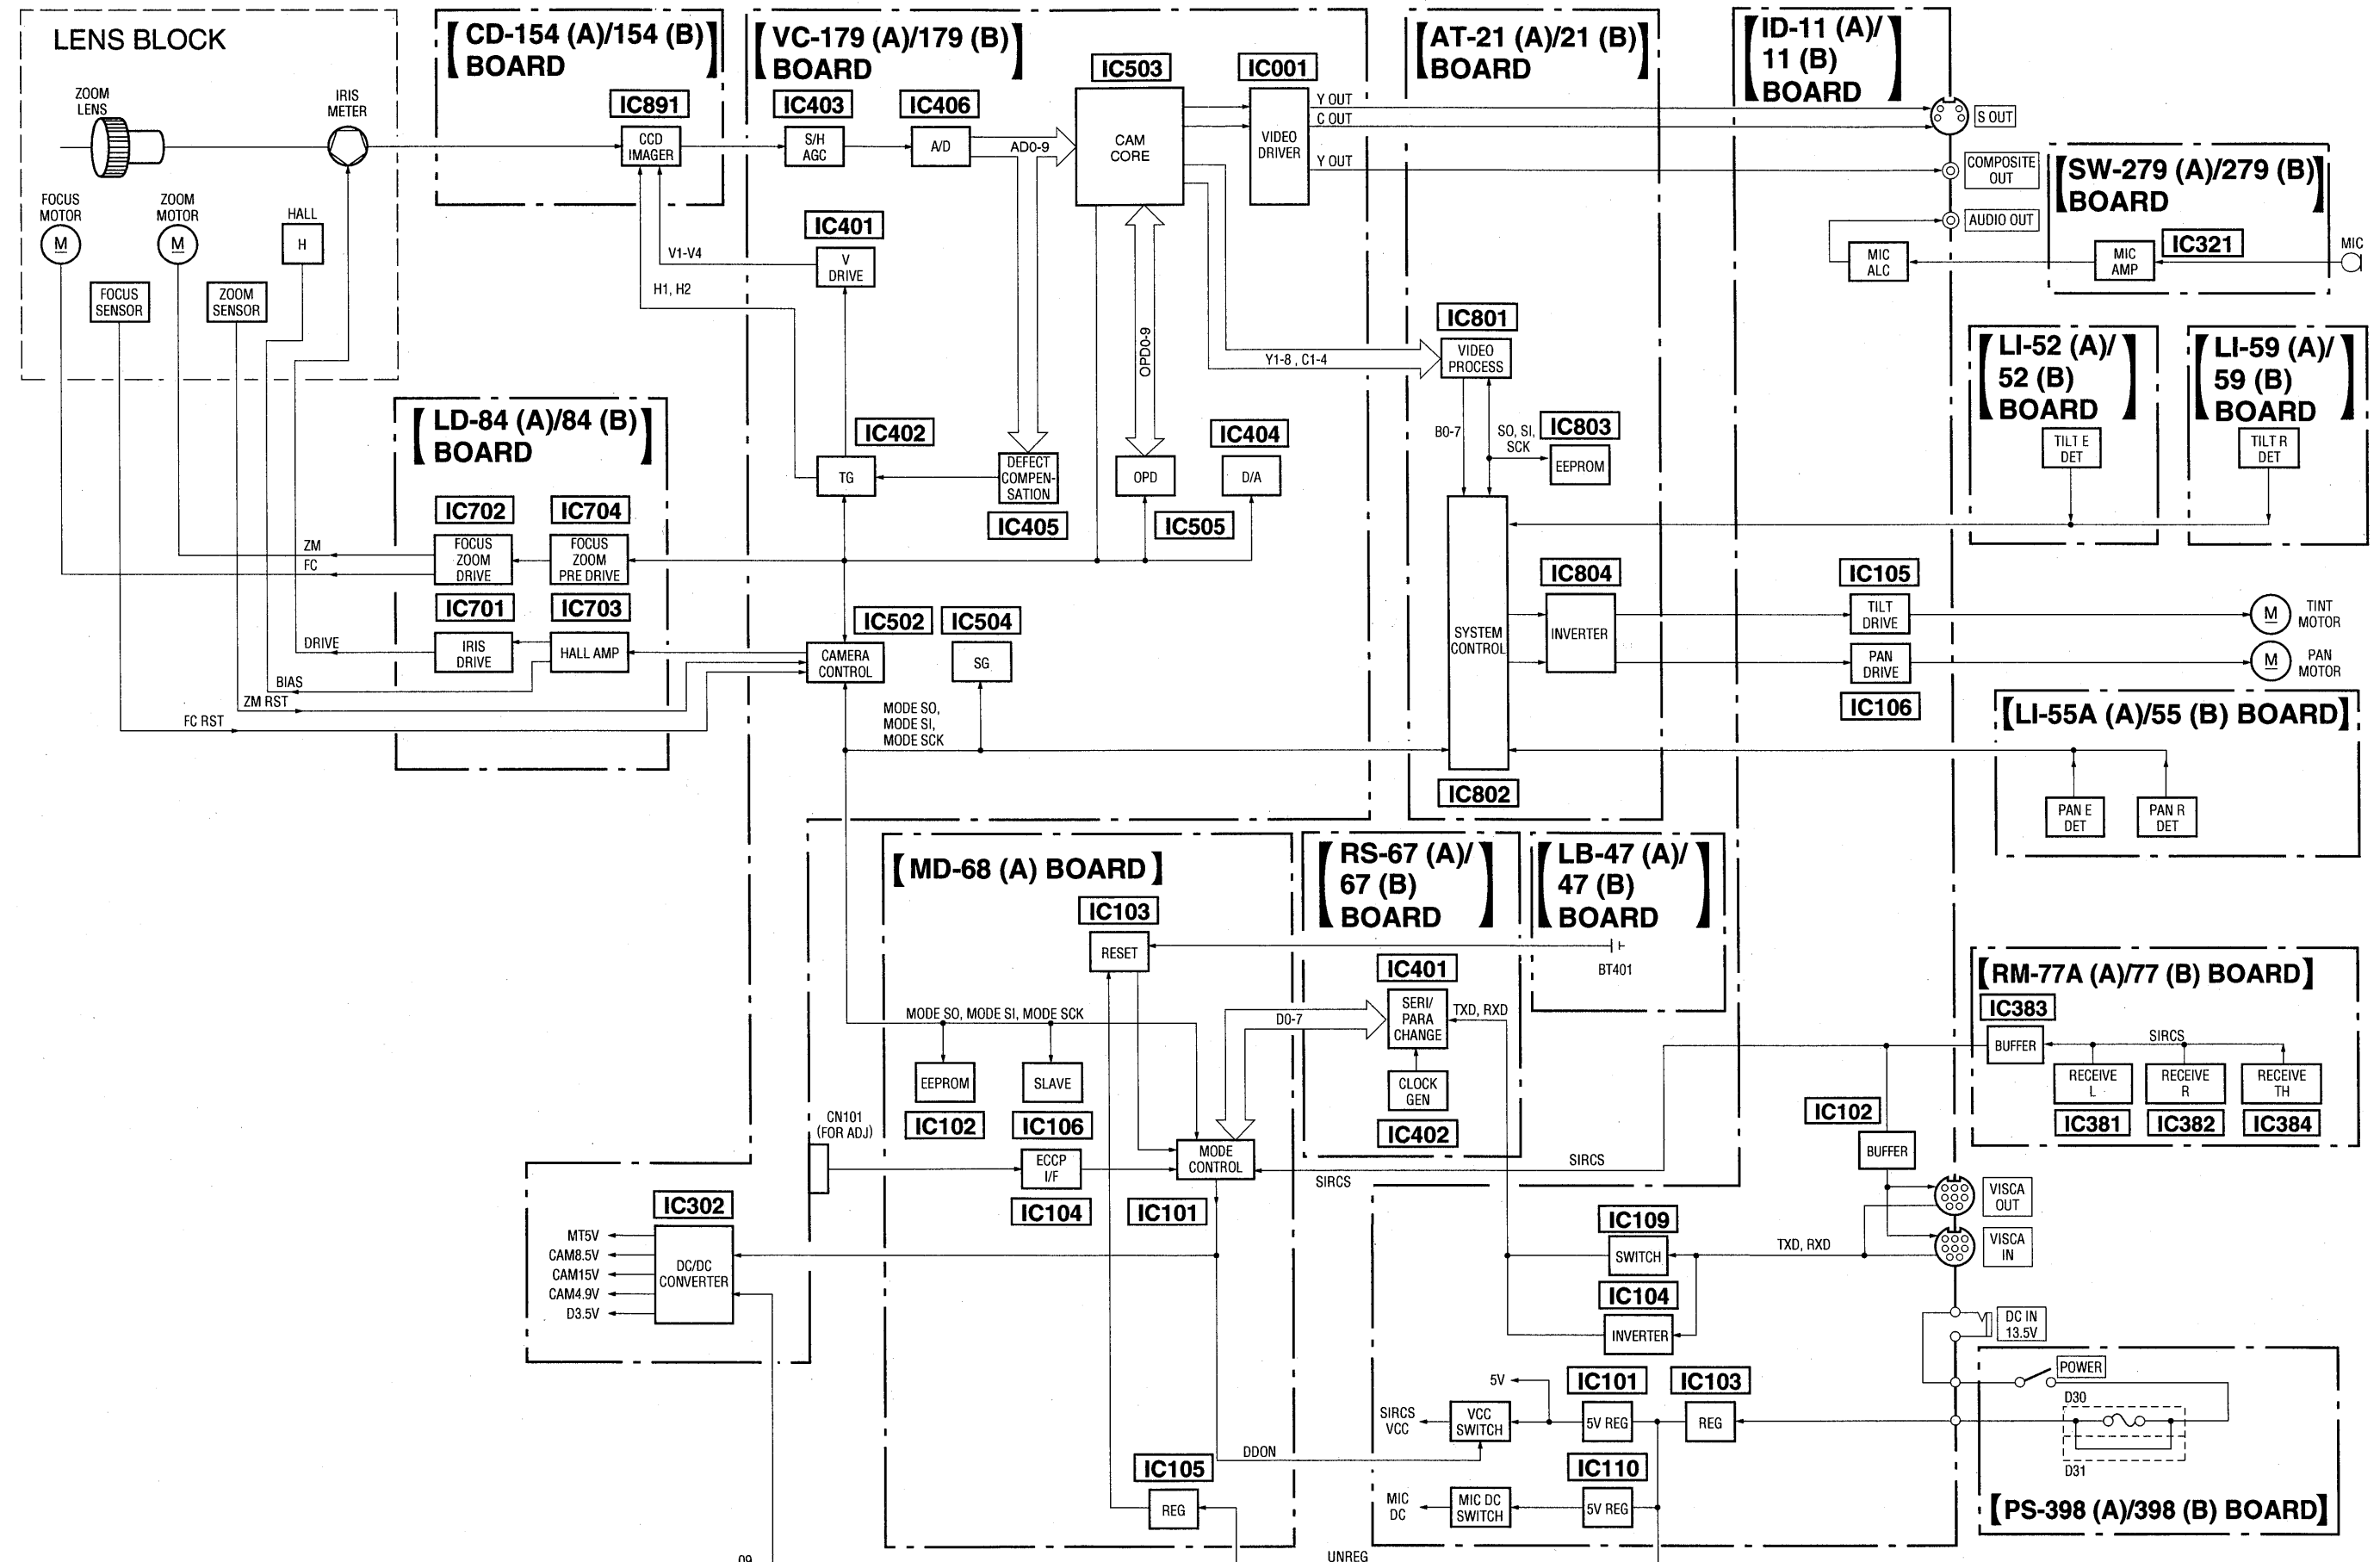 LENS BLOCK
ZOOM
LENS
IRIS
METER
FOCUS
MOTOR
M
ZOOM
MOTOR
M
HALL
H
FOCUS
SENSOR
ZOOM
SENSOR
CD-154 (A)/154 (B)
BOARD
IC891
CCD
IMAGER
V1-V4
H1, H2
VC-179 (A)/179 (B)
BOARD
IC403
S/H
AGC
IC406
A/D
AD0-9
IC503
CAM
CORE
IC001
VIDEO
DRIVER
Y OUT
C OUT
Y OUT
IC401
V
DRIVE
OPD0-9
Y1-8 , C1-4
IC402
TG
DEFECT
COMPEN-
SATION
IC405
OPD
IC505
IC404
D/A
IC502
CAMERA
CONTROL
IC504
SG
MODE SO,
MODE SI,
MODE SCK
LD-84 (A)/84 (B)
BOARD
IC702
FOCUS
ZOOM
DRIVE
IC704
FOCUS
ZOOM
PRE DRIVE
IC701
IRIS
DRIVE
IC703
HALL AMP
ZM
FC
DRIVE
BIAS
ZM RST
FC RST
AT-21 (A)/21 (B)
BOARD
IC801
VIDEO
PROCESS
B0-7
SO, SI,
SCK
IC803
EEPROM
SYSTEM
CONTROL
IC802
IC804
INVERTER
ID-11 (A)/
11 (B)
BOARD
S OUT
COMPOSITE
OUT
AUDIO OUT
MIC
ALC
SW-279 (A)/279 (B)
BOARD
IC321
MIC
AMP
MIC
LI-52 (A)/
52 (B)
BOARD
TILT E
DET
LI-59 (A)/
59 (B)
BOARD
TILT R
DET
IC105
TILT
DRIVE
M
TINT
MOTOR
PAN
DRIVE
IC106
M
PAN
MOTOR
LI-55A (A)/55 (B) BOARD
PAN E
DET
PAN R
DET
MD-68 (A) BOARD
IC103
RESET
MODE SO, MODE SI, MODE SCK
EEPROM
IC102
SLAVE
IC106
CN101
(FOR ADJ)
ECCP
I/F
IC104
MODE
CONTROL
IC101
D0-7
RS-67 (A)/
67 (B)
BOARD
IC401
SERI/
PARA
CHANGE
TXD, RXD
CLOCK
GEN
IC402
LB-47 (A)/
47 (B)
BOARD
BT401
SIRCS
SIRCS
RM-77A (A)/77 (B) BOARD
IC383
BUFFER
SIRCS
RECEIVE
L
IC381
RECEIVE
R
IC382
RECEIVE
TH
IC384
IC102
BUFFER
VISCA
OUT
VISCA
IN
TXD, RXD
IC109
SWITCH
IC104
INVERTER
IC302
DC/DC
CONVERTER
MT5V
CAM8.5V
CAM15V
CAM4.9V
D3.5V
DC IN
13.5V
5V
SIRCS
VCC
VCC
SWITCH
IC101
5V REG
IC103
REG
DDON
IC105
REG
MIC
DC
MIC DC
SWITCH
IC110
5V REG
POWER
D30
D31
PS-398 (A)/398 (B) BOARD
09
UNREG